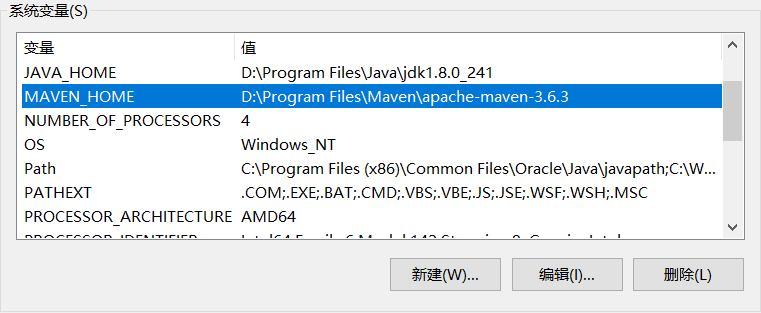 系统变量(S)
变量 值
JAVA_HOME D:\Program Files\Java\jdk1.8.0_241
MAVEN_HOME D:\Program Files\Maven\apache-maven-3.6.3
NUMBER_OF_PROCESSORS 4
OS Windows_NT
Path C:\Program Files (x86)\Common Files\Oracle\Java\javapath;C:\W...
PATHEXT .COM;.EXE;.BAT;.CMD;.VBS;.VBE;.JS;.JSE;.WSF;.WSH;.MSC
PROCESSOR_ARCHITECTURE AMD64
新建(W)... 编辑(I)... 删除(L)